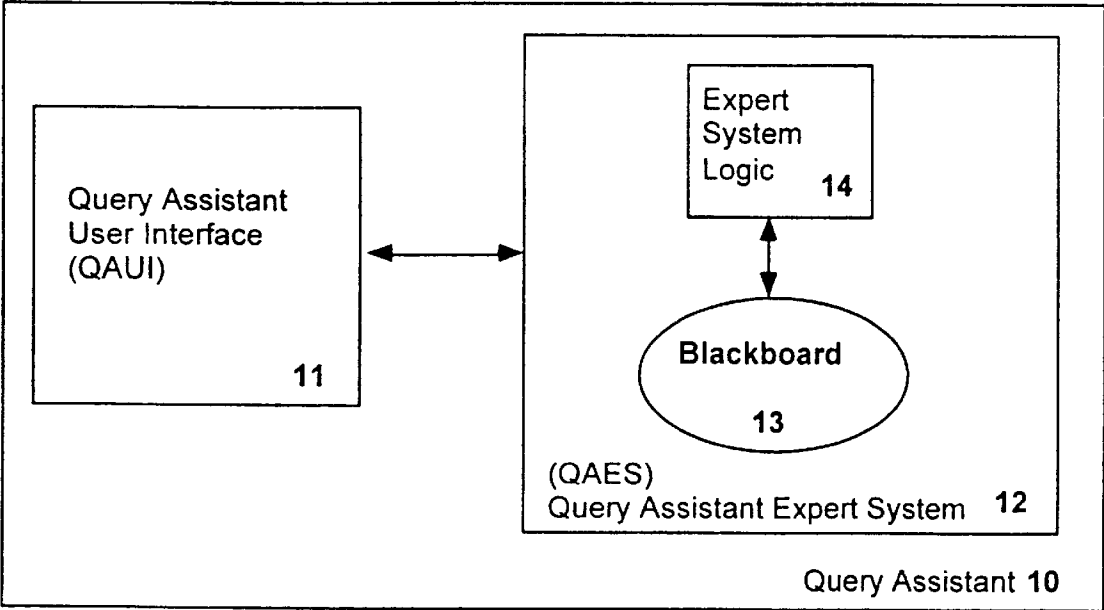 Query Assistant
User Interface
(QAUI)
11
Expert
System
Logic
14
Blackboard
13
(QAES)
Query Assistant Expert System 12
Query Assistant 10